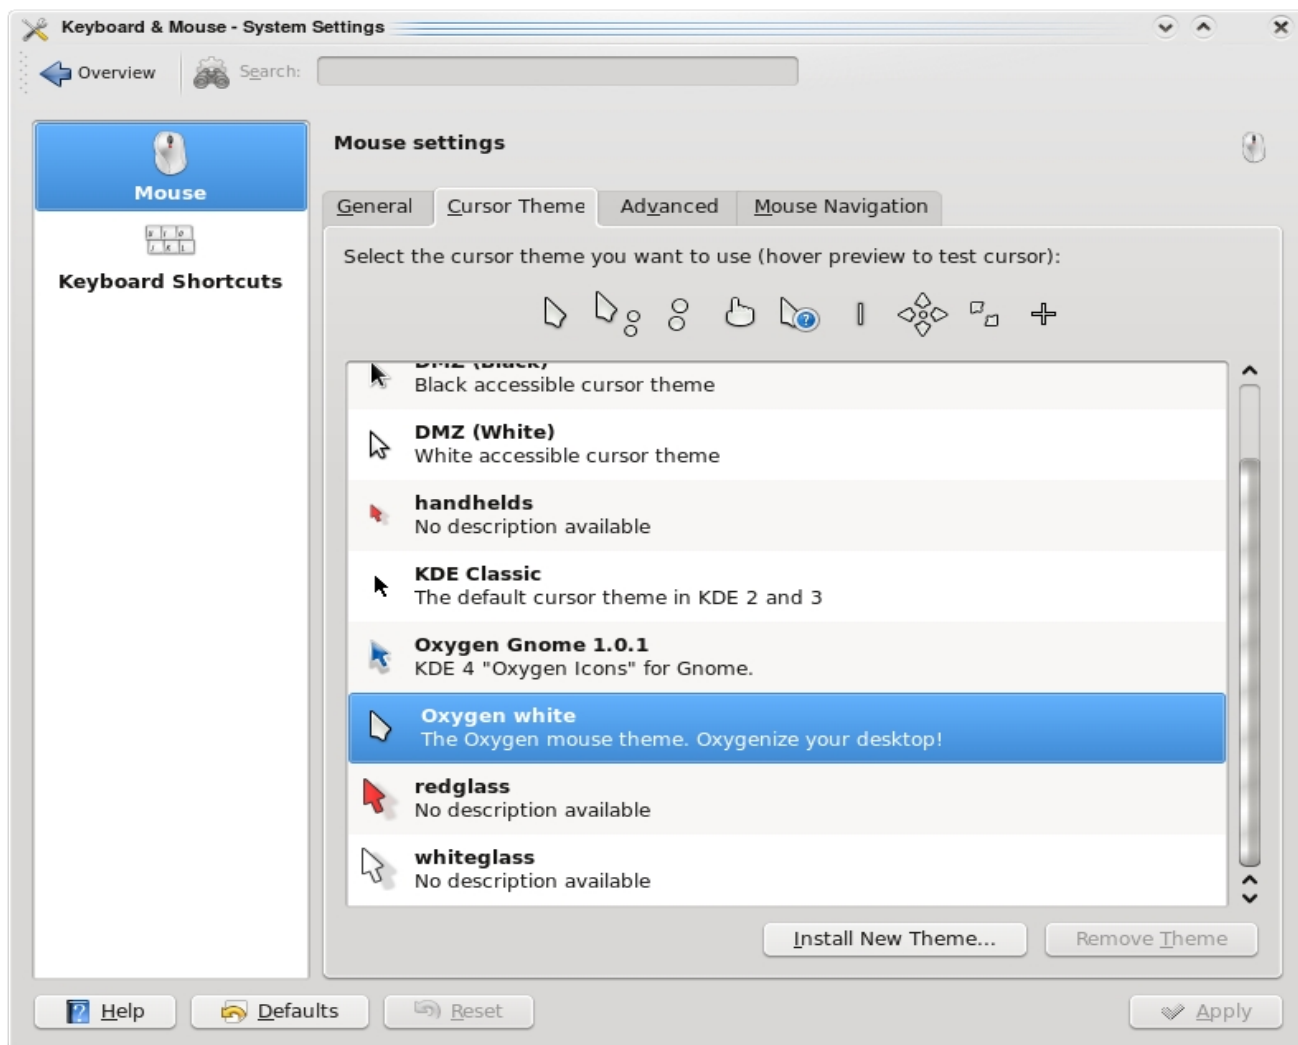 Keyboard & Mouse - System Settings
Overview
Search:
Mouse
Keyboard Shortcuts
Mouse settings
General
Cursor Theme
Advanced
Mouse Navigation
Select the cursor theme you want to use (hover preview to test cursor):
DMZ (Black)
Black accessible cursor theme
DMZ (White)
White accessible cursor theme
handhelds
No description available
KDE Classic
The default cursor theme in KDE 2 and 3
Oxygen Gnome 1.0.1
KDE 4 "Oxygen Icons" for Gnome.
Oxygen white
The Oxygen mouse theme. Oxygenize your desktop!
redglass
No description available
whiteglass
No description available
Install New Theme...
Remove Theme
Help
Defaults
Reset
Apply